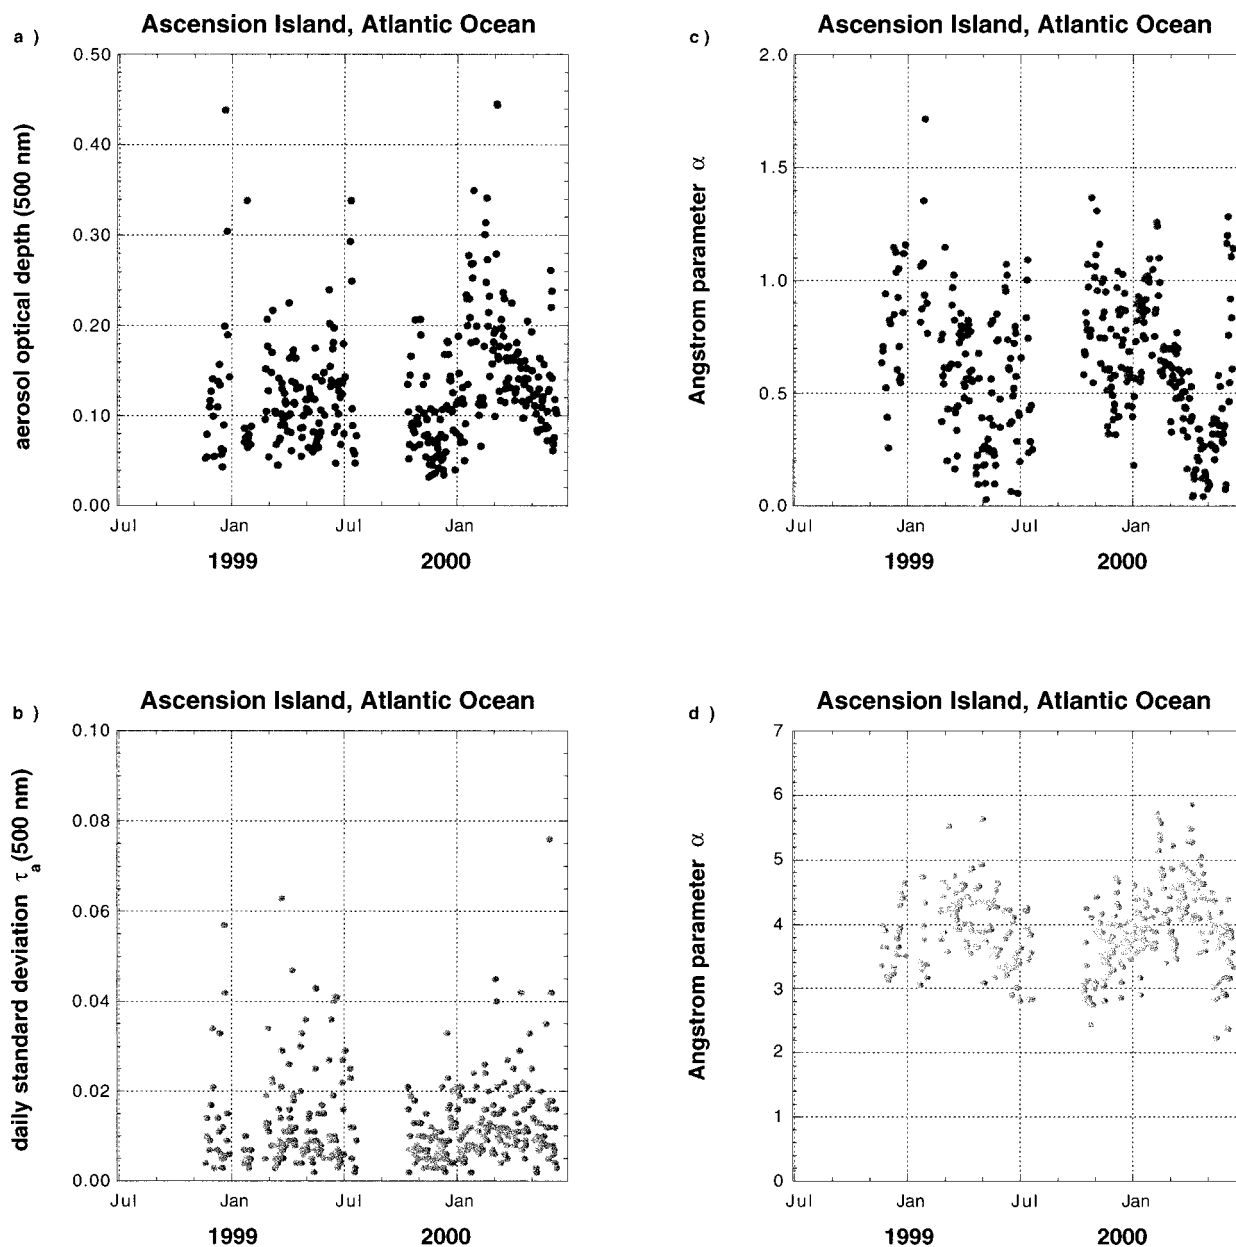 a )
Ascension Island, Atlantic Ocean
aerosol optical depth (500 nm)
0.50
0.40
0.30
0.20
0.10
0.00
Jul
Jan
Jul
Jan
1999
2000
c )
Ascension Island, Atlantic Ocean
Angstrom parameter α
2.0
1.5
1.0
0.5
0.0
Jul
Jan
Jul
Jan
1999
2000
b )
Ascension Island, Atlantic Ocean
daily standard deviation τa (500 nm)
0.10
0.08
0.06
0.04
0.02
0.00
Jul
Jan
Jul
Jan
1999
2000
d )
Ascension Island, Atlantic Ocean
Angstrom parameter α
7
6
5
4
3
2
1
0
Jul
Jan
Jul
Jan
1999
2000